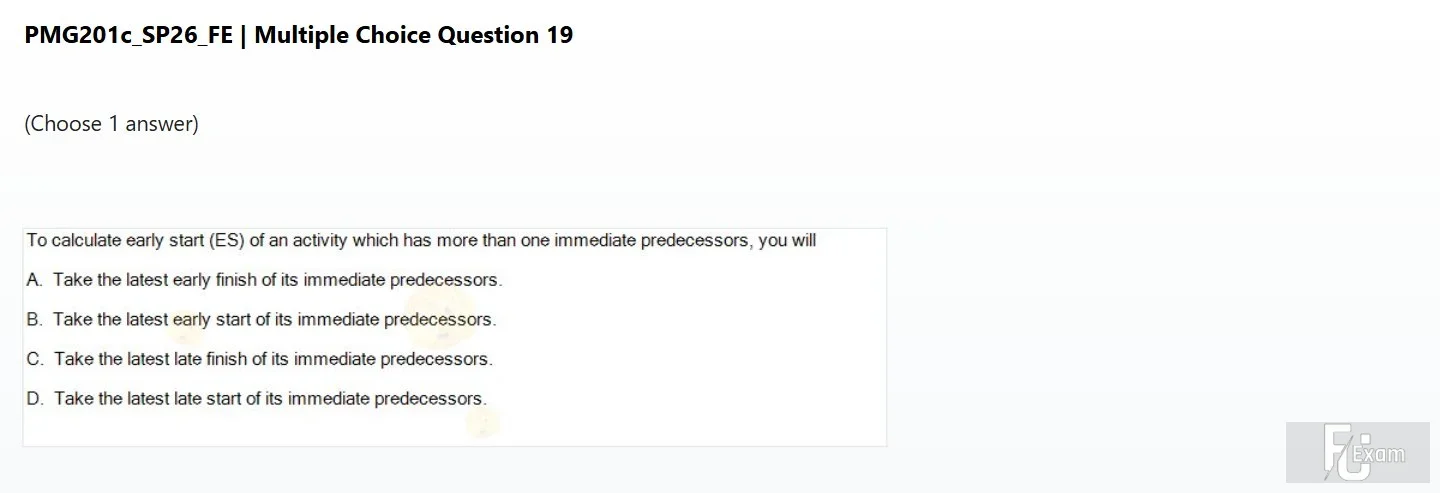 PMG201c_SP26_FE | Multiple Choice Question 19
(Choose 1 answer)
To calculate early start (ES) of an activity which has more than one immediate predecessors, you will
A. Take the latest early finish of its immediate predecessors.
B. Take the latest early start of its immediate predecessors.
C. Take the latest late finish of its immediate predecessors.
D. Take the latest late start of its immediate predecessors.
FU Exam